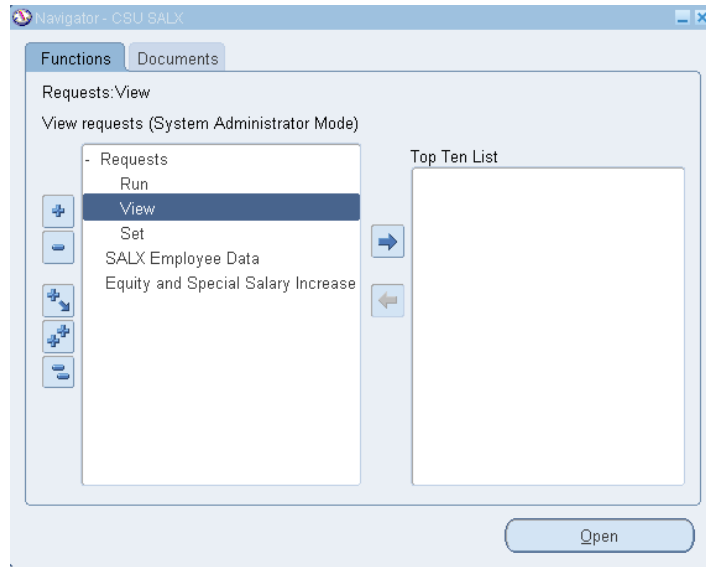 Navigator - CSU SALX
Functions Documents
Requests:View
View requests (System Administrator Mode)
Top Ten List
- Requests
Run
View
Set
SALX Employee Data
Equity and Special Salary Increase
Open